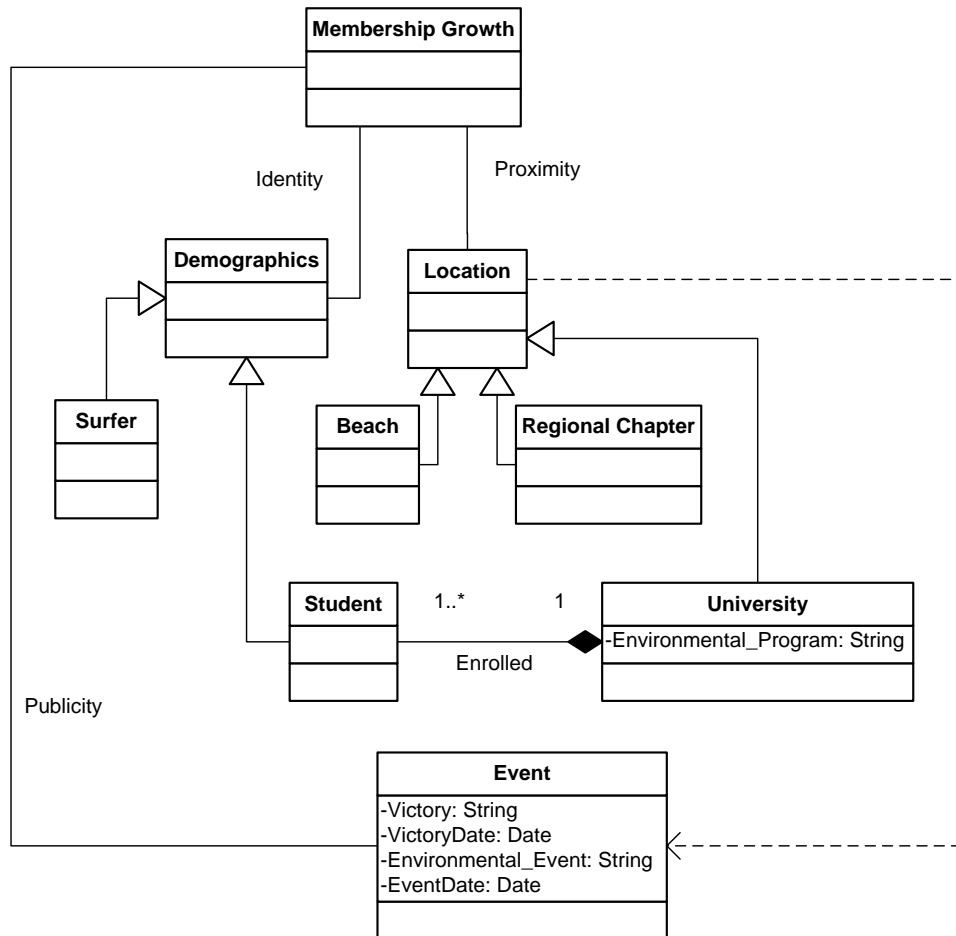 Membership Growth
Identity
Proximity
Demographics
Location
Surfer
Beach
Regional Chapter
Student
1..*
1
University
-Environmental_Program: String
Enrolled
Publicity
Event
-Victory: String
-VictoryDate: Date
-Environmental_Event: String
-EventDate: Date